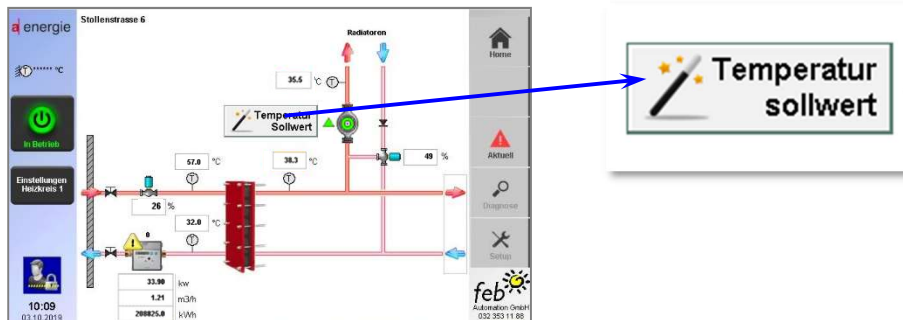 a energie
Stollenstrasse 6
Radiatoren
Home
****** °C
35.5 °C
Temperatur
Sollwert
In Betrieb
Aktuell
57.0 °C
38.3 °C
49 %
Einstellungen
Heizkreis 1
Diagnose
26 %
32.0 °C
0
Setup
33.90 kw
1.21 m3/h
208825.0 kWh
10:09
03.10.2019
feb
Automation GmbH
032 353 11 88
Temperatur
sollwert